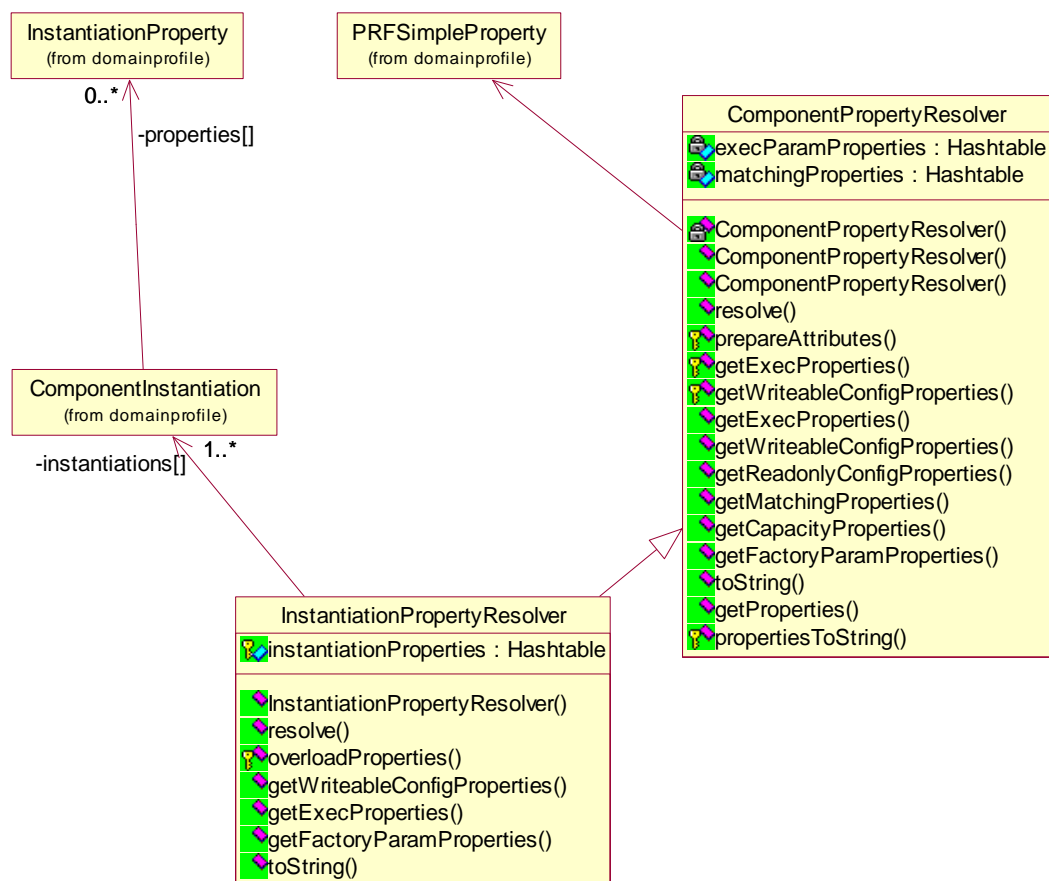 InstantiationProperty
(from domainprofile)
PRFSimpleProperty
(from domainprofile)
0..*
-properties[]
ComponentPropertyResolver
execParamProperties : Hashtable
matchingProperties : Hashtable
ComponentPropertyResolver()
ComponentPropertyResolver()
ComponentPropertyResolver()
resolve()
prepareAttributes()
getExecProperties()
getWriteableConfigProperties()
getExecProperties()
getWriteableConfigProperties()
getReadonlyConfigProperties()
getMatchingProperties()
getCapacityProperties()
getFactoryParamProperties()
toString()
getProperties()
propertiesToString()
ComponentInstantiation
(from domainprofile)
1..*
-instantiations[]
InstantiationPropertyResolver
instantiationProperties : Hashtable
InstantiationPropertyResolver()
resolve()
overloadProperties()
getWriteableConfigProperties()
getExecProperties()
getFactoryParamProperties()
toString()